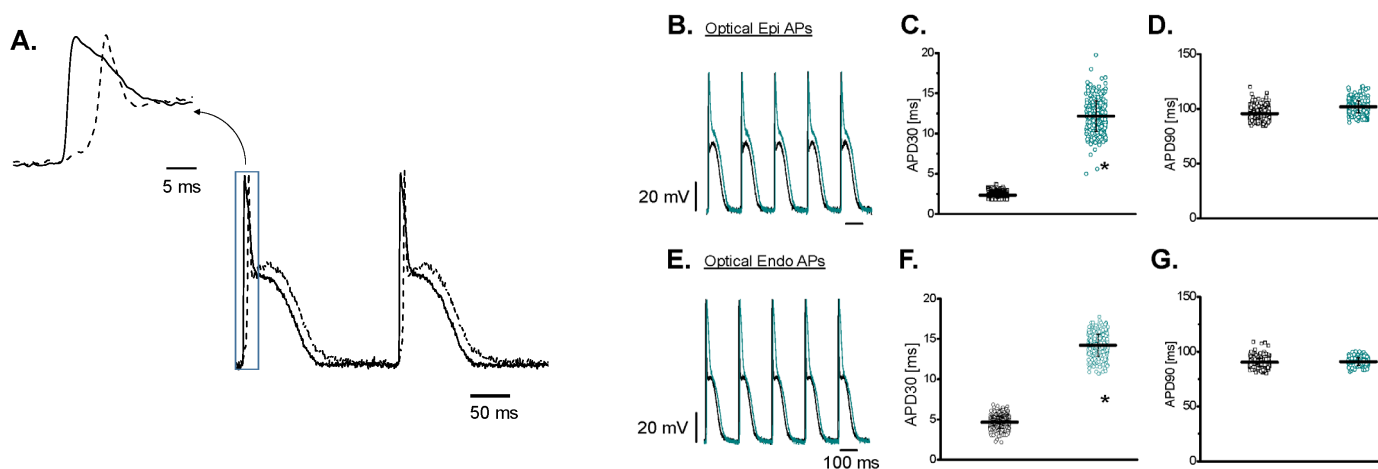 A.
5 ms
50 ms
B. Optical Epi APs
20 mV
C.
APD30 [ms]
20
15
10
5
0
*
D.
APD90 [ms]
150
100
50
0
E. Optical Endo APs
20 mV
100 ms
F.
APD30 [ms]
20
15
10
5
0
*
G.
APD90 [ms]
150
100
50
0